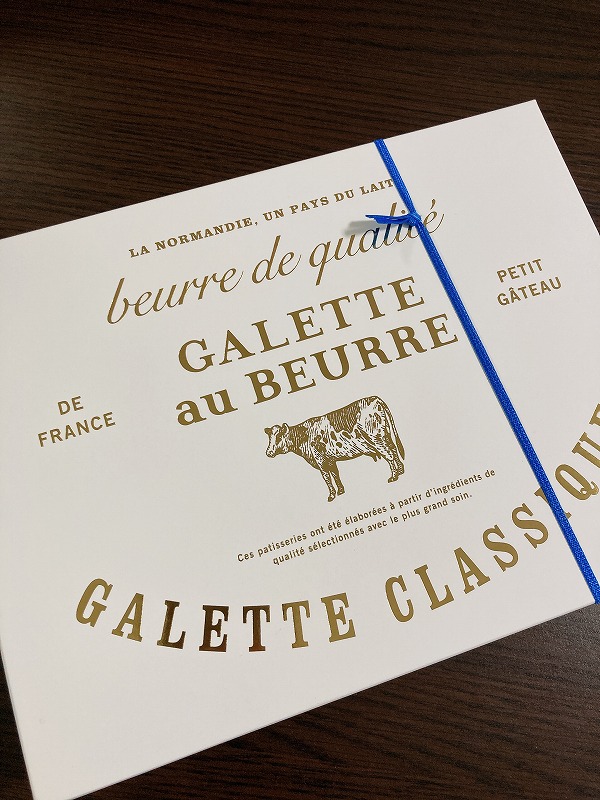 LA NORMANDIE, UN PAYS DU LAIT
beurre de qualité
GALETTE
au BEURRE
PETIT
GÂTEAU
DE
FRANCE
Ces patisseries ont été élaborées à partir d'ingrédients de
qualité sélectionnés avec le plus grand soin.
GALETTE CLASSIQUE